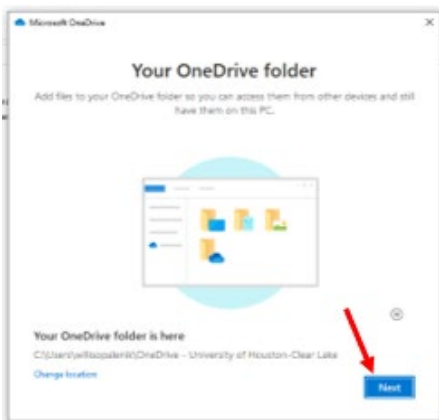 Microsoft OneDrive
Your OneDrive folder
Add files to your OneDrive folder so you can access them from other devices and still
have them on this PC.
Your OneDrive folder is here
OneDrive - University of Houston-Clear Lake
Change location
Next